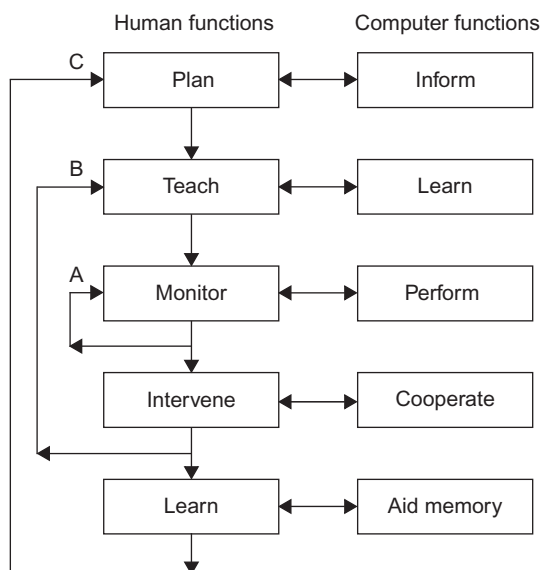 Human functions Computer functions
C
Plan Inform
B
Teach Learn
A
Monitor Perform
Intervene Cooperate
Learn Aid memory